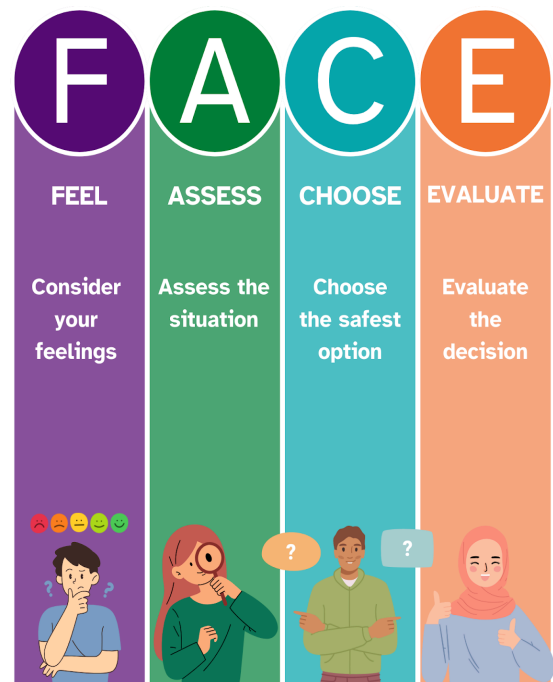 F
A
C
E
FEEL
ASSESS
CHOOSE
EVALUATE
Consider
your
feelings
Assess the
situation
Choose
the safest
option
Evaluate
the
decision
?
?
?
?